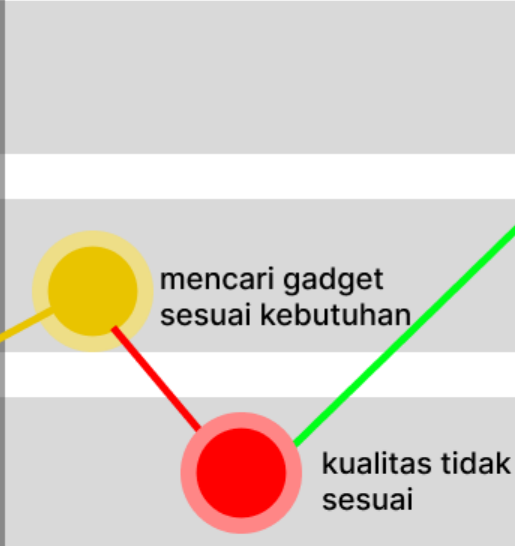 mencari gadget
sesuai kebutuhan
kualitas tidak
sesuai